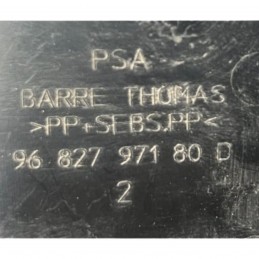 PSA
BARRE THOMAS
>PP+SEBS.PP<
96 827 971 80 D
2